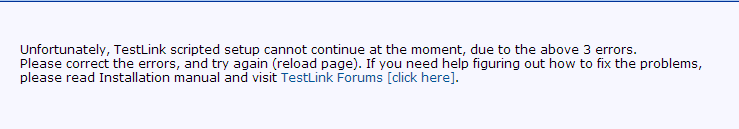 Unfortunately, TestLink scripted setup cannot continue at the moment, due to the above 3 errors.
Please correct the errors, and try again (reload page). If you need help figuring out how to fix the problems,
please read Installation manual and visit TestLink Forums [click here].